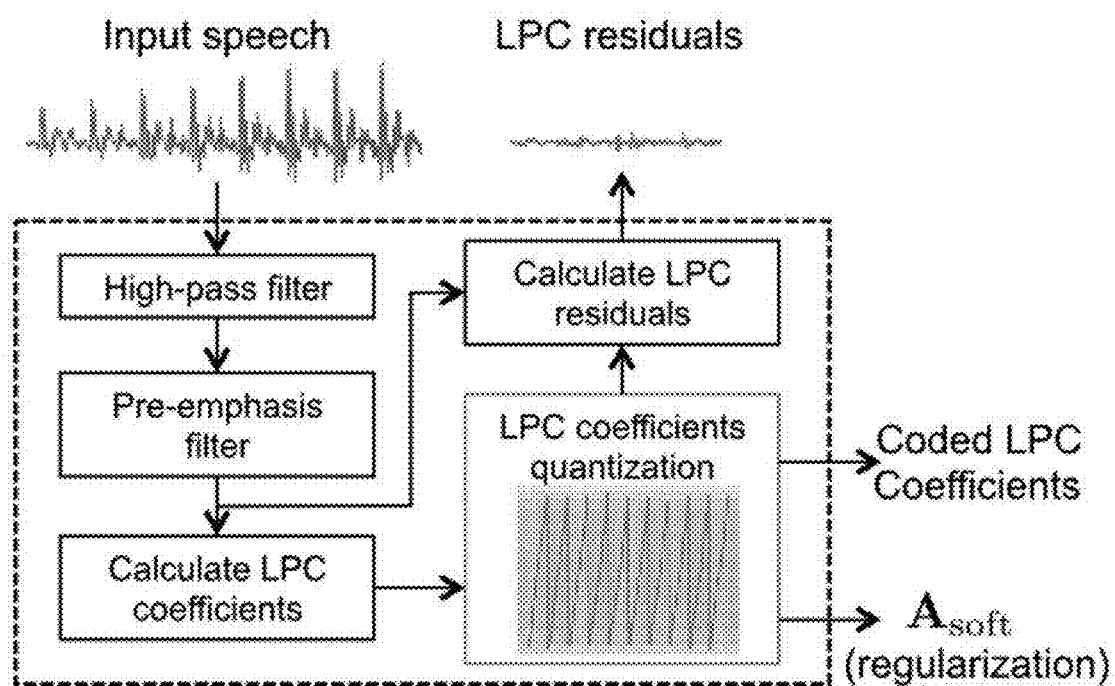 Input speech
LPC residuals
High-pass filter
Calculate LPC
residuals
Pre-emphasis
filter
LPC coefficients
quantization
Coded LPC
Coefficients
Calculate LPC
coefficients
A_soft
(regularization)